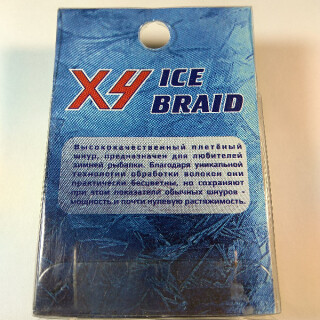 X4 ICE
BRAID
Высококачественный плетёный
шнур, предназначен для любителей
зимней рыбалки. Благодаря уникальной
технологии обработки волокон они
практически бесцветны, но сохраняют
при этом показатели обычных шнуров -
мощность и почти нулевую растяжимость.